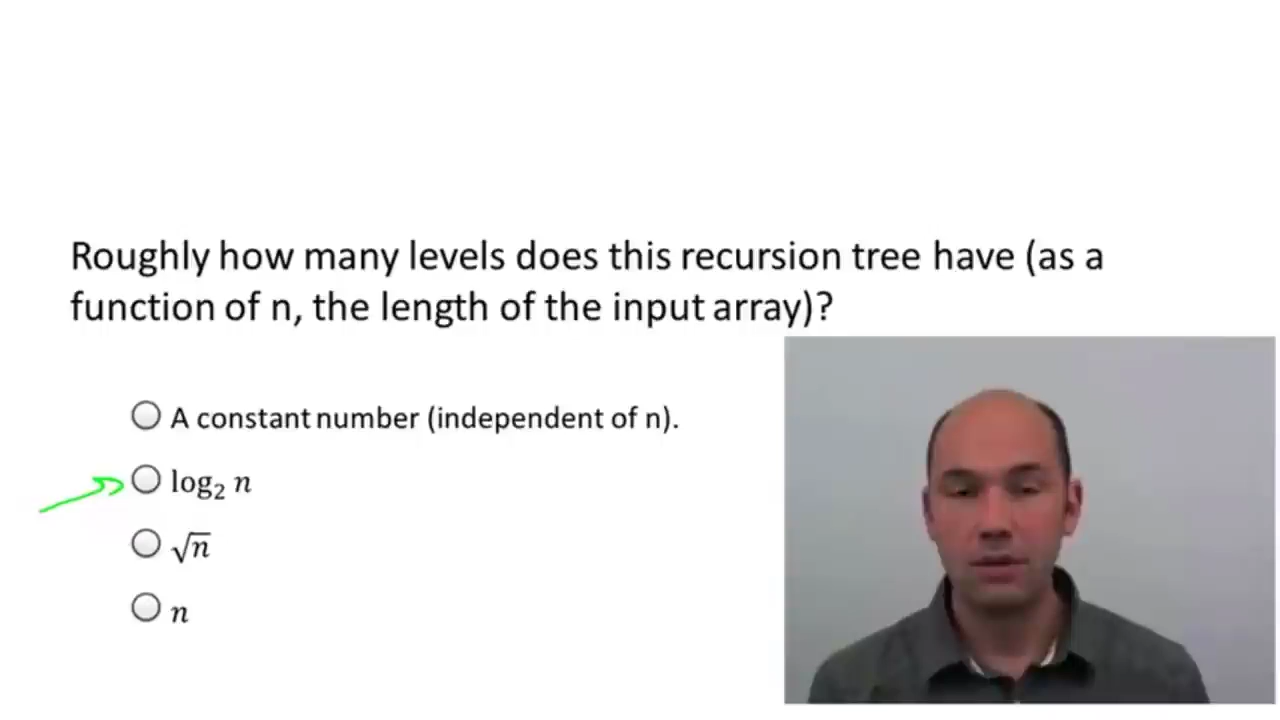 Roughly how many levels does this recursion tree have (as a
function of n, the length of the input array)?
A constant number (independent of n).
log₂ n
√n
n